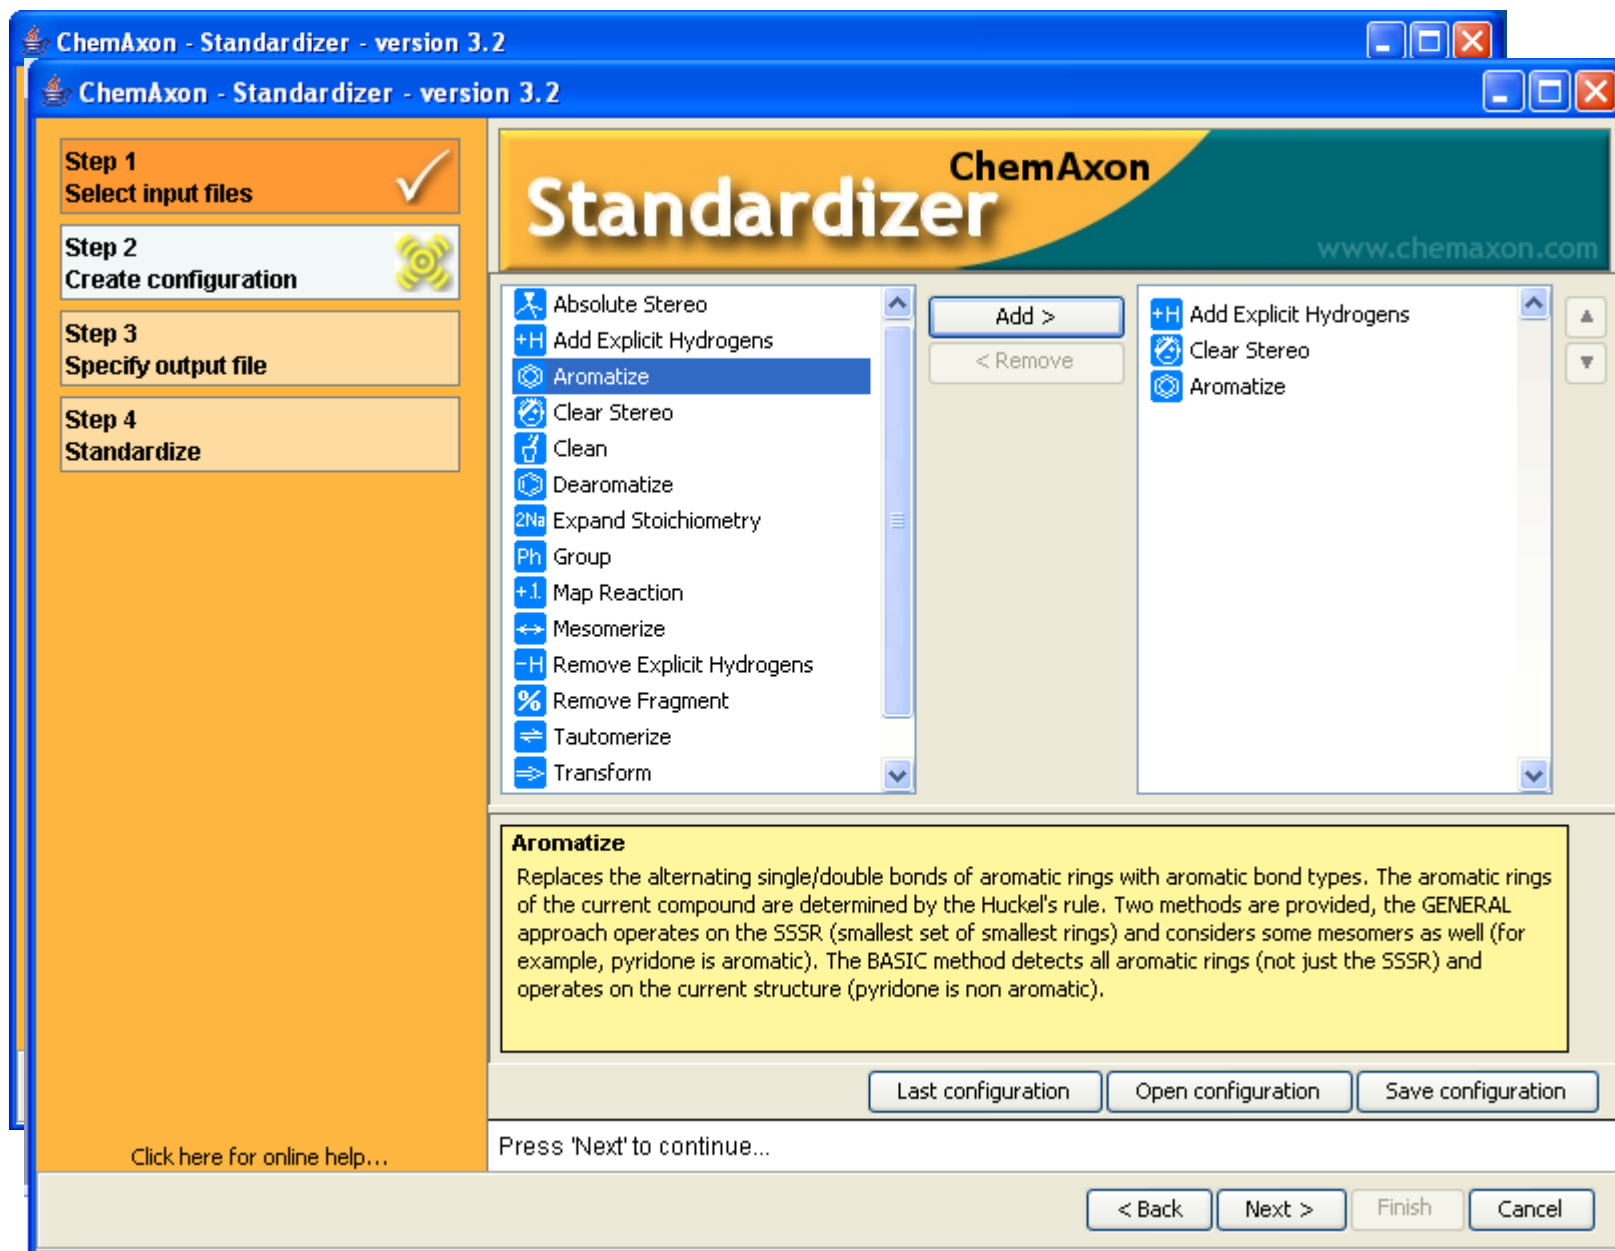 ChemAxon - Standardizer - version 3.2
ChemAxon - Standardizer - version 3.2
Step 1
Select input files
Step 2
Create configuration
Step 3
Specify output file
Step 4
Standardize
Click here for online help...
ChemAxon
Standardizer
www.chemaxon.com
Absolute Stereo
+H Add Explicit Hydrogens
Aromatize
Clear Stereo
Clean
Dearomatize
2Na Expand Stoichiometry
Ph Group
+.1. Map Reaction
Mesomerize
-H Remove Explicit Hydrogens
% Remove Fragment
Tautomerize
Transform
Add >
< Remove
+H Add Explicit Hydrogens
Clear Stereo
Aromatize
Aromatize
Replaces the alternating single/double bonds of aromatic rings with aromatic bond types. The aromatic rings
of the current compound are determined by the Huckel's rule. Two methods are provided, the GENERAL
approach operates on the SSSR (smallest set of smallest rings) and considers some mesomers as well (for
example, pyridone is aromatic). The BASIC method detects all aromatic rings (not just the SSSR) and
operates on the current structure (pyridone is non aromatic).
Last configuration
Open configuration
Save configuration
Press 'Next' to continue...
< Back
Next >
Finish
Cancel